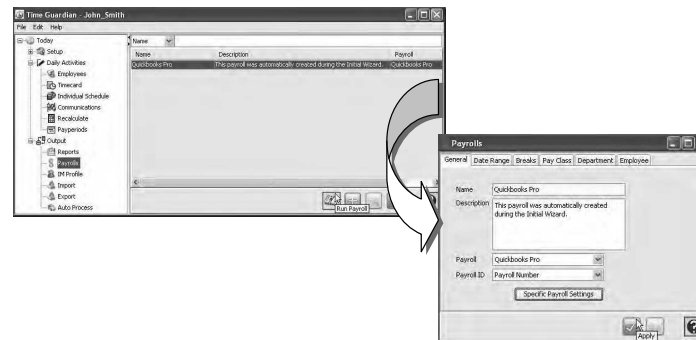 Time Guardian - John_Smith
File Edit Help
Today
Setup
Daily Activities
Employees
Timecard
Individual Schedule
Communications
Recalculate
Payperiods
Output
Reports
Payrolls
IM Profile
Import
Export
Auto Process
Name
Name Description Payroll
Quickbooks Pro This payroll was automatically created during the Initial Wizard. Quickbooks Pro
Run Payroll
Payrolls
General Date Range Breaks Pay Class Department Employee
Name Quickbooks Pro
Description This payroll was automatically created
during the Initial Wizard.
Payroll Quickbooks Pro
Payroll ID Payroll Number
Specific Payroll Settings
Apply
?